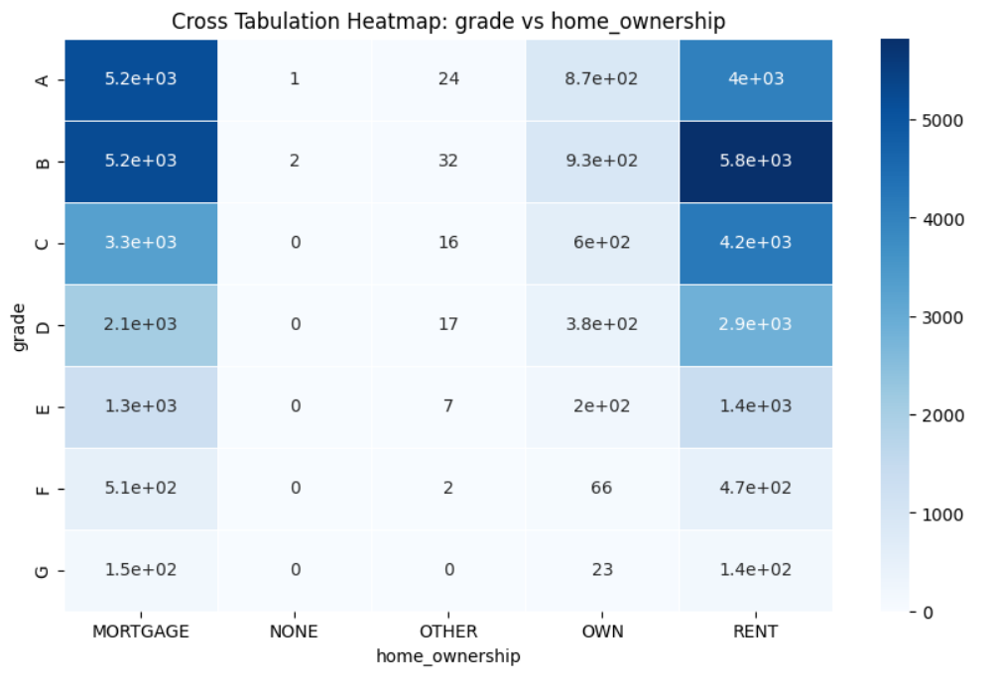 Cross Tabulation Heatmap: grade vs home_ownership
A 5.2e+03 1 24 8.7e+02 4e+03
B 5.2e+03 2 32 9.3e+02 5.8e+03
C 3.3e+03 0 16 6e+02 4.2e+03
D 2.1e+03 0 17 3.8e+02 2.9e+03
E 1.3e+03 0 7 2e+02 1.4e+03
F 5.1e+02 0 2 66 4.7e+02
G 1.5e+02 0 0 23 1.4e+02
grade
MORTGAGE NONE OTHER OWN RENT
home_ownership
5000
4000
3000
2000
1000
0